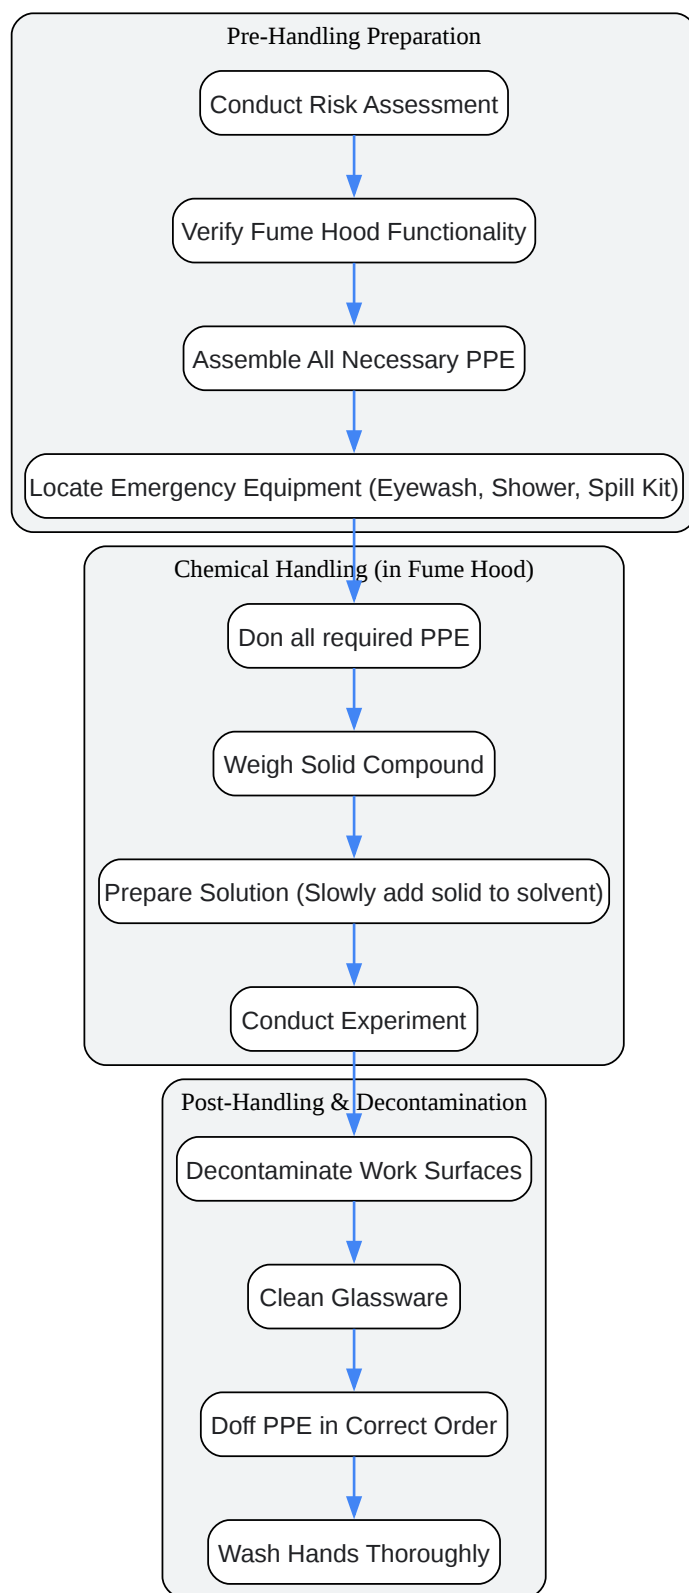 Pre-Handling Preparation
Conduct Risk Assessment
Verify Fume Hood Functionality
Assemble All Necessary PPE
Locate Emergency Equipment (Eyewash, Shower, Spill Kit)
Chemical Handling (in Fume Hood)
Don all required PPE
Weigh Solid Compound
Prepare Solution (Slowly add solid to solvent)
Conduct Experiment
Post-Handling & Decontamination
Decontaminate Work Surfaces
Clean Glassware
Doff PPE in Correct Order
Wash Hands Thoroughly